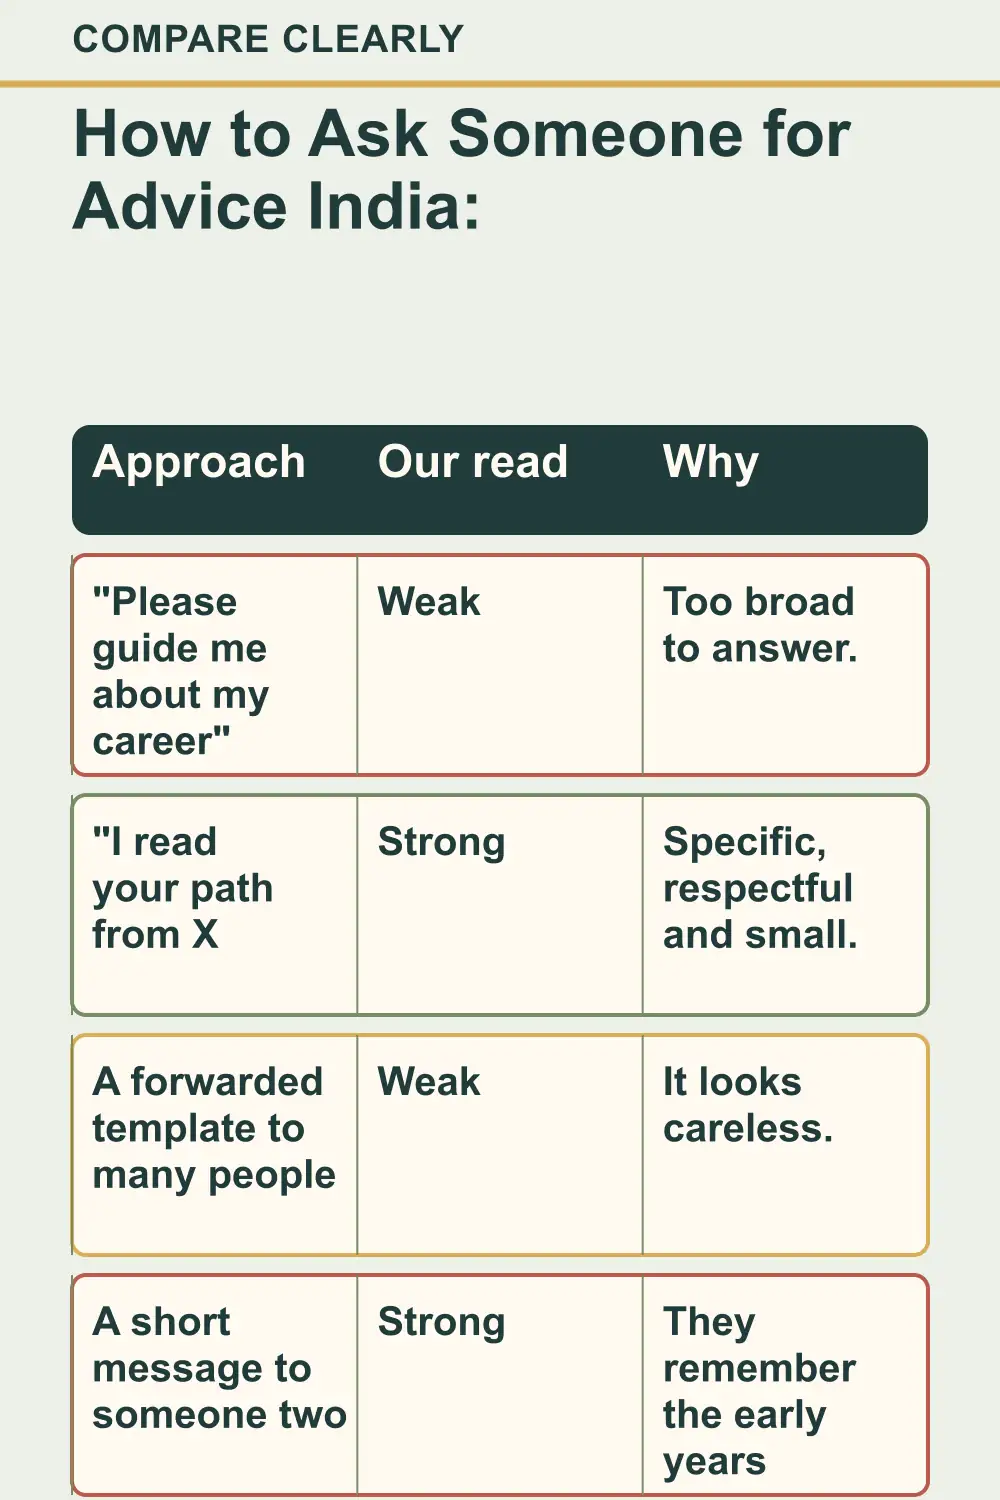 COMPARE CLEARLY
How to Ask Someone for
Advice India:
Approach Our read Why
"Please
guide me
about my
career"
Weak
Too broad
to answer.
"I read
your path
from X
Strong
Specific,
respectful
and small.
A forwarded
template to
many people
Weak
It looks
careless.
A short
message to
someone two
Strong
They
remember
the early
years